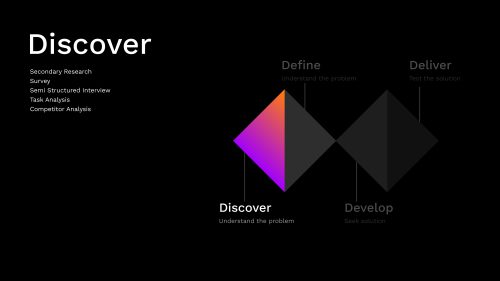 Discover
Secondary Research
Survey
Semi Structured Interview
Task Analysis
Competitor Analysis
Define
Understand the problem
Deliver
Test the solution
Discover
Understand the problem
Develop
Seek solution